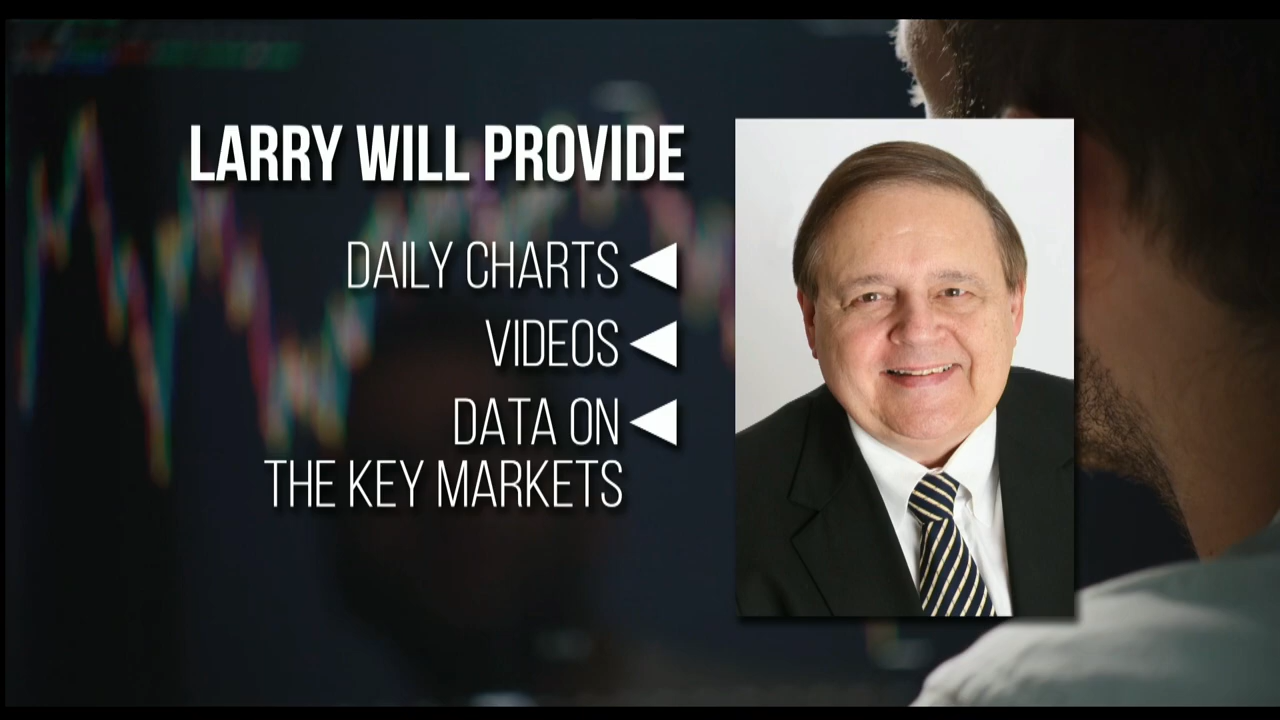 LARRY WILL PROVIDE
DAILY CHARTS
VIDEOS
DATA ON
THE KEY MARKETS